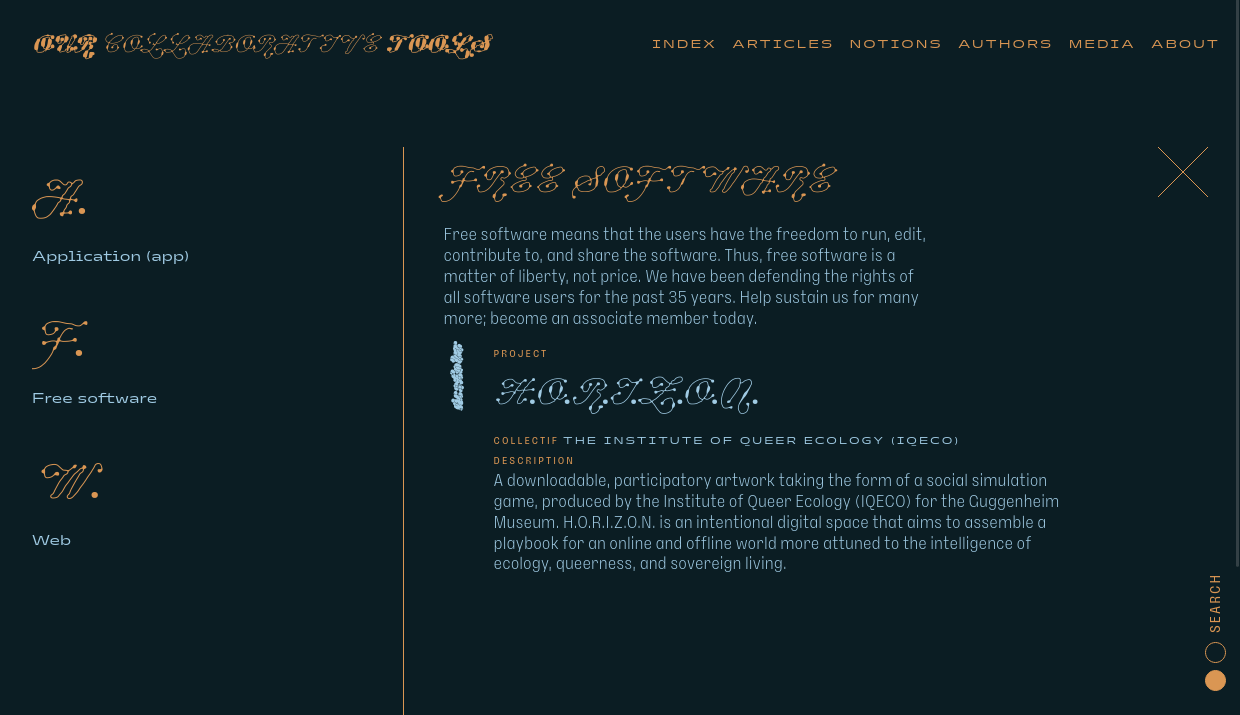 OUR COLLABORATIVE TOOLS
INDEX ARTICLES NOTIONS AUTHORS MEDIA ABOUT
A.
Application (app)
F.
Free software
W.
Web
FREE SOFTWARE
Free software means that the users have the freedom to run, edit,
contribute to, and share the software. Thus, free software is a
matter of liberty, not price. We have been defending the rights of
all software users for the past 35 years. Help sustain us for many
more; become an associate member today.
PROJECT
H.O.R.I.Z.O.N.
COLLECTIF THE INSTITUTE OF QUEER ECOLOGY (IQECO)
DESCRIPTION
A downloadable, participatory artwork taking the form of a social simulation
game, produced by the Institute of Queer Ecology (IQECO) for the Guggenheim
Museum. H.O.R.I.Z.O.N. is an intentional digital space that aims to assemble a
playbook for an online and offline world more attuned to the intelligence of
ecology, queerness, and sovereign living.
SEARCH